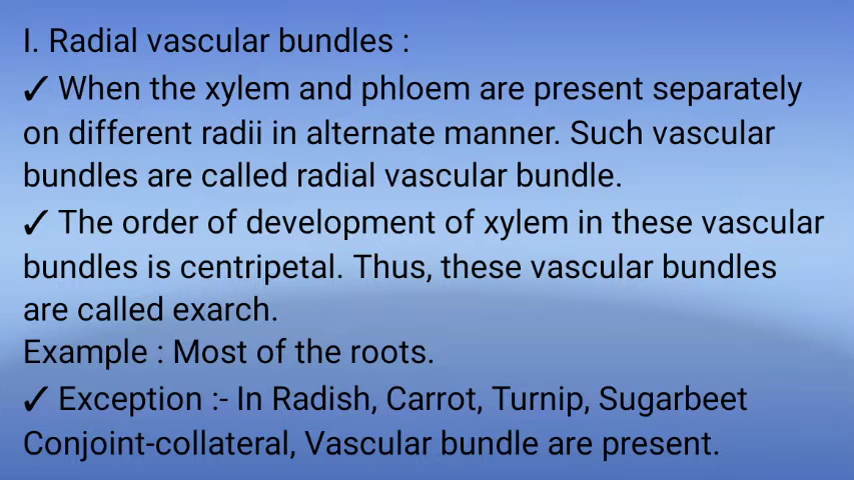 I. Radial vascular bundles :
✓ When the xylem and phloem are present separately
on different radii in alternate manner. Such vascular
bundles are called radial vascular bundle.
✓ The order of development of xylem in these vascular
bundles is centripetal. Thus, these vascular bundles
are called exarch.
Example : Most of the roots.
✓ Exception :- In Radish, Carrot, Turnip, Sugarbeet
Conjoint-collateral, Vascular bundle are present.